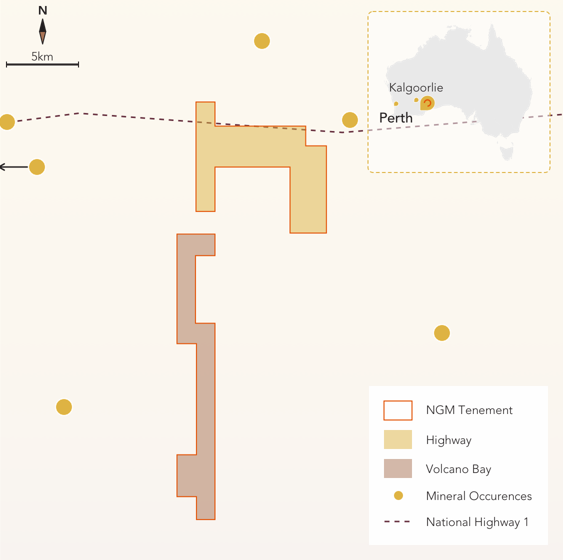 N
5km
Kalgoorlie
Perth
NGM Tenement
Highway
Volcano Bay
Mineral Occurences
National Highway 1